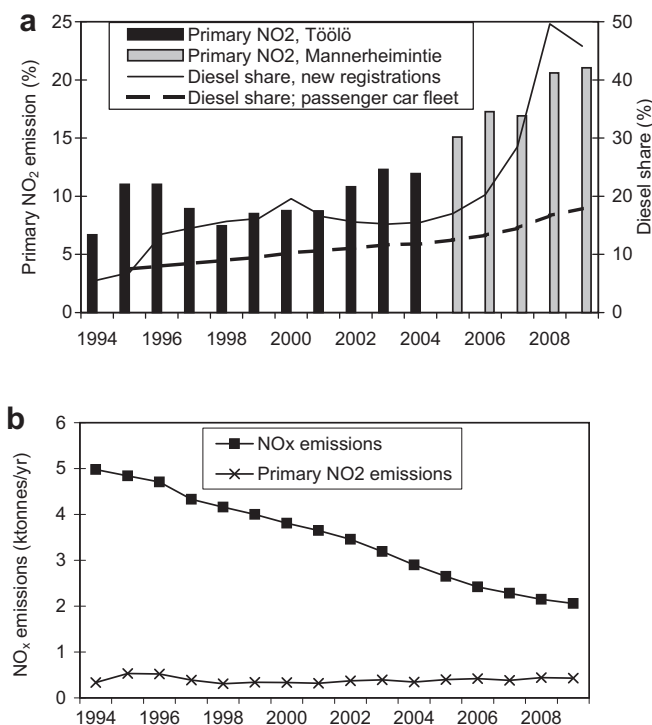 a
Primary NO2, Töölö
Primary NO2, Mannerheimintie
Diesel share, new registrations
Diesel share; passenger car fleet
Primary NO₂ emission (%)
Diesel share (%)
25
20
15
10
5
0
50
40
30
20
10
0
1994 1996 1998 2000 2002 2004 2006 2008
b
NOx emissions
Primary NO2 emissions
NOₓ emissions (ktonnes/yr)
6
5
4
3
2
1
0
1994 1996 1998 2000 2002 2004 2006 2008